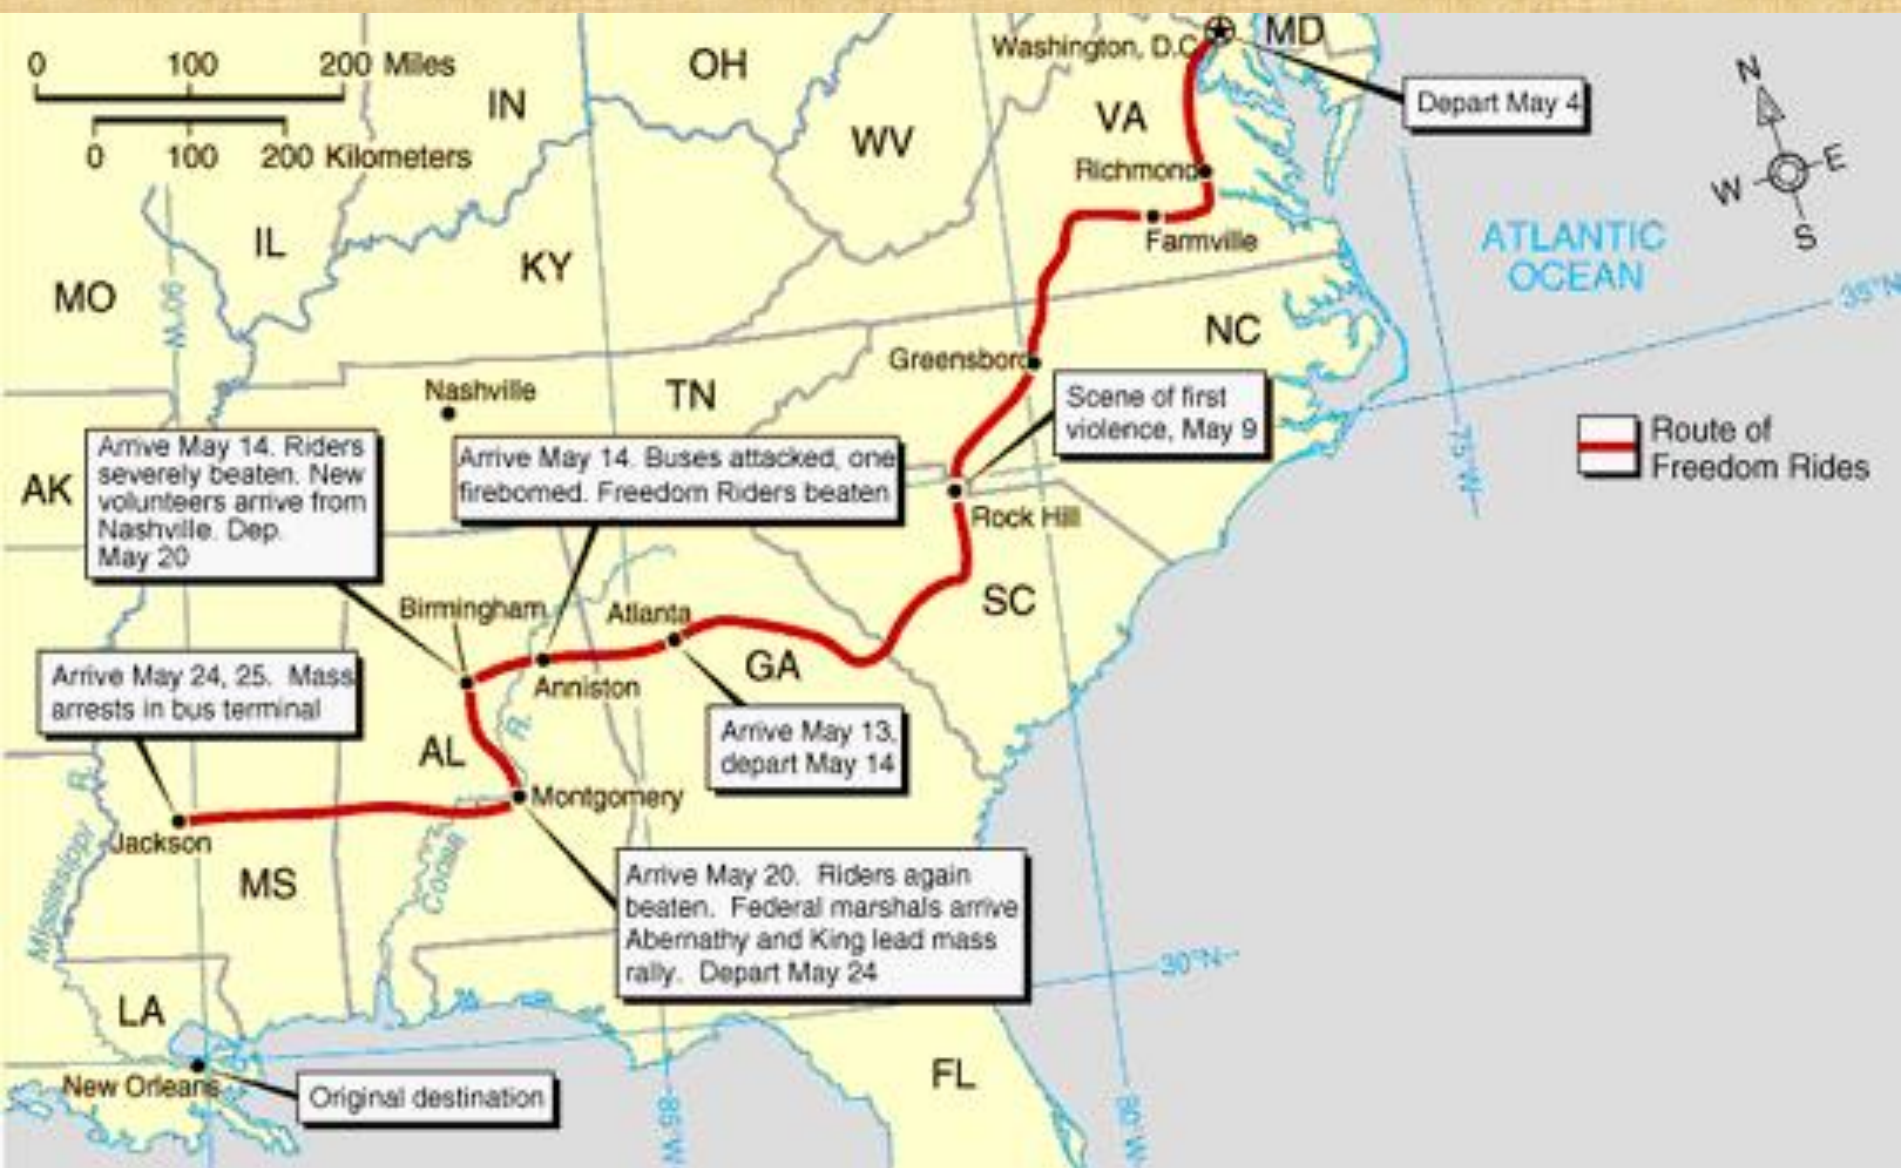 0 100 200 Miles
0 100 200 Kilometers
OH
IN
WV
VA
MD
Washington, D.C
Depart May 4
N
W
E
S
Richmond
Farmville
ATLANTIC
OCEAN
IL
KY
MO
90°W
35°N
NC
Greensboro
Nashville
TN
Scene of first
violence, May 9
75°W
Route of
Freedom Rides
AK
Arrive May 14. Riders
severely beaten. New
volunteers arrive from
Nashville. Dep.
May 20
Arrive May 14. Buses attacked, one
firebomed. Freedom Riders beaten
Rock Hill
SC
Birmingham
Atlanta
GA
Anniston
Arrive May 24, 25. Mass
arrests in bus terminal
AL
R.
Arrive May 13,
depart May 14
Montgomery
Jackson
MS
Mississippi
R.
Coosa
Arrive May 20. Riders again
beaten. Federal marshals arrive
Abernathy and King lead mass
rally. Depart May 24
30°N
LA
New Orleans
Original destination
FL
85°W
80°W